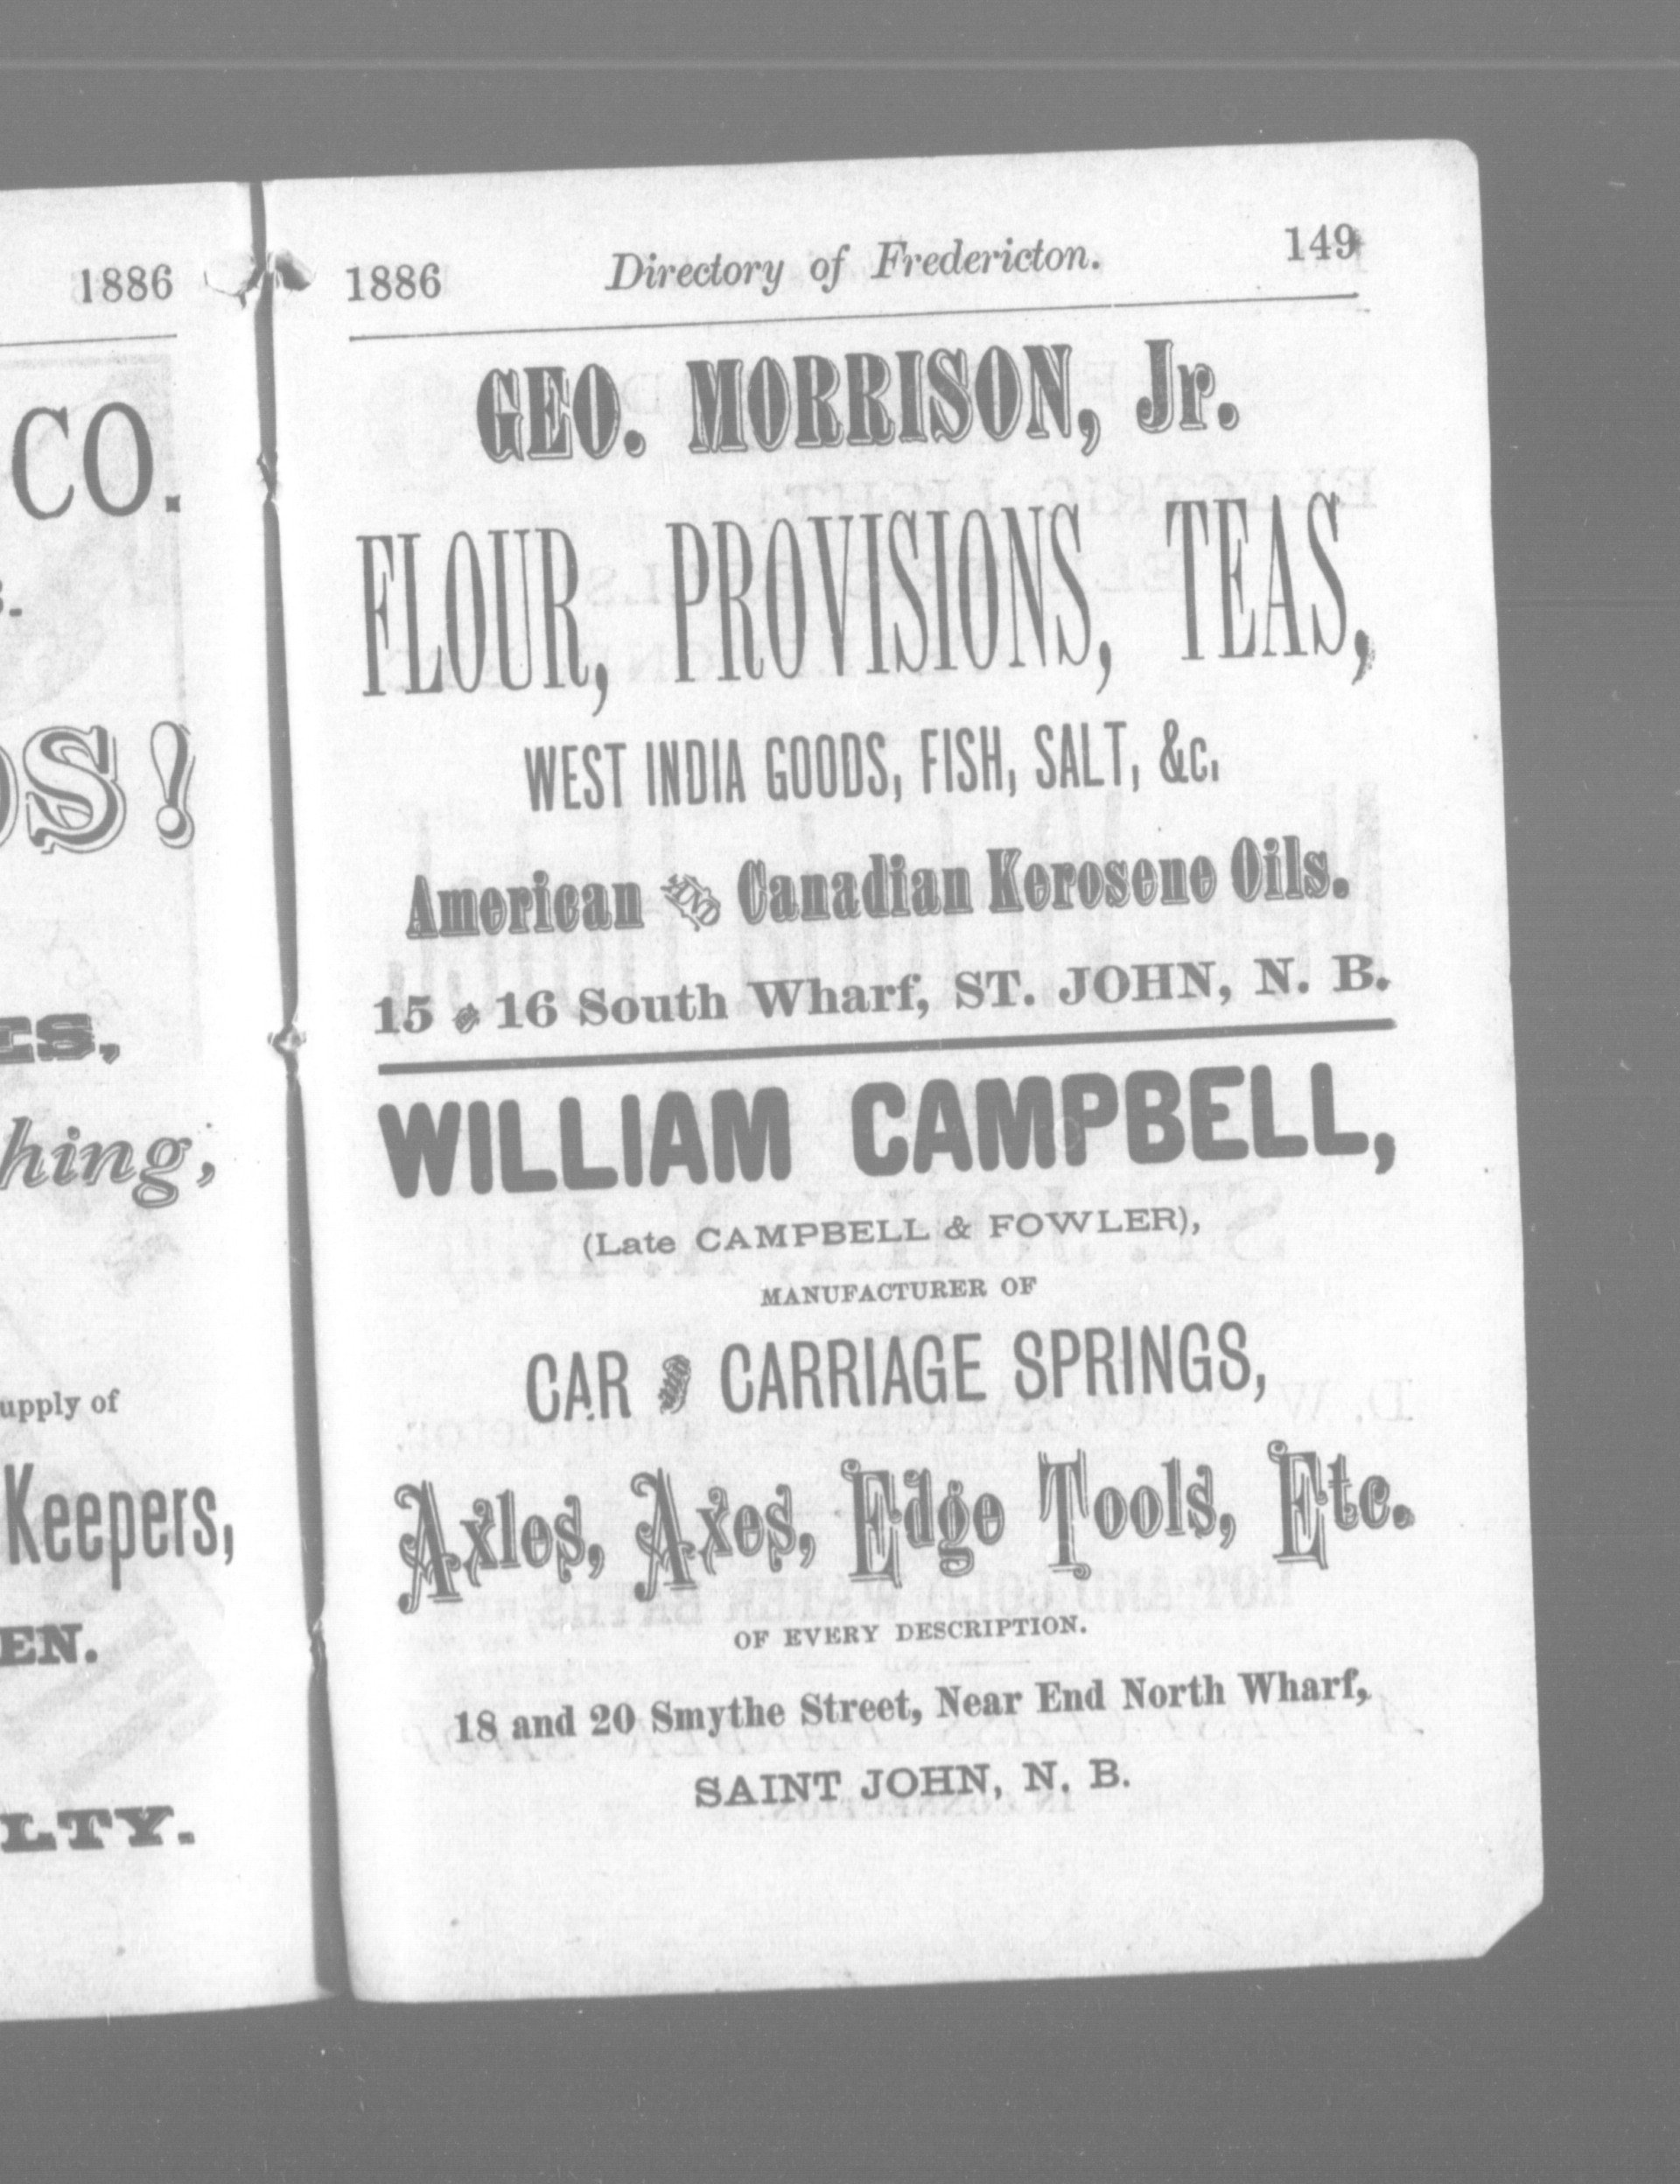 1886
CO.
hing,
upply of
Keepers,
EN.
LTY.
1886 Directory of Fredericton. 149
GEO. MORRISON, Jr.
FLOUR, PROVISIONS, TEAS,
WEST INDIA GOODS, FISH, SALT, &c.
American AND Canadian Kerosene Oils.
15 & 16 South Wharf, ST. JOHN, N. B.
WILLIAM CAMPBELL,
(Late CAMPBELL & FOWLER),
MANUFACTURER OF
CAR AND CARRIAGE SPRINGS,
Axles, Axes, Edge Tools, Etc.
OF EVERY DESCRIPTION.
18 and 20 Smythe Street, Near End North Wharf,
SAINT JOHN, N. B.